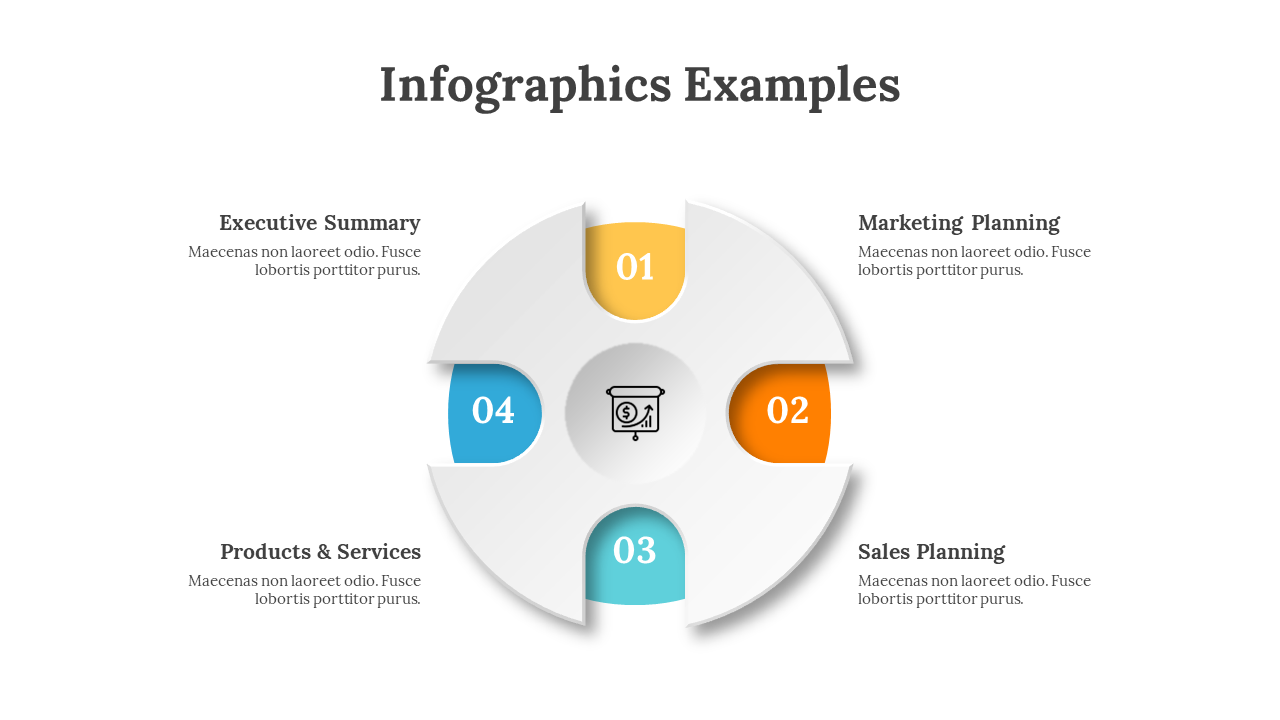 Infographics Examples
Executive Summary
Maecenas non laoreet odio. Fusce
lobortis porttitor purus.
Marketing Planning
Maecenas non laoreet odio. Fusce
lobortis porttitor purus.
01
02
03
04
$
Products & Services
Maecenas non laoreet odio. Fusce
lobortis porttitor purus.
Sales Planning
Maecenas non laoreet odio. Fusce
lobortis porttitor purus.